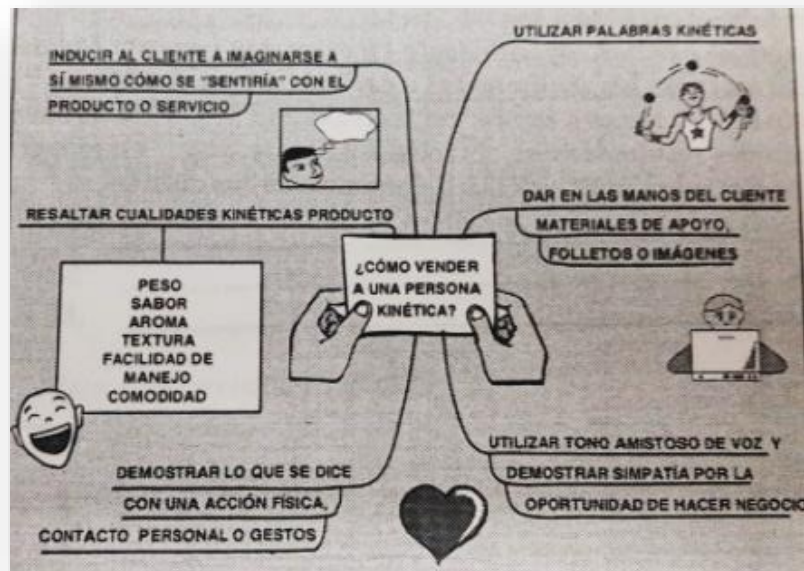 INDUCIR AL CLIENTE A IMAGINARSE A
SÍ MISMO CÓMO SE "SENTIRÍA" CON EL
PRODUCTO O SERVICIO
UTILIZAR PALABRAS KINÉTICAS
RESALTAR CUALIDADES KINÉTICAS PRODUCTO
PESO
SABOR
AROMA
TEXTURA
FACILIDAD DE
MANEJO
COMODIDAD
¿CÓMO VENDER
A UNA PERSONA
KINÉTICA?
DAR EN LAS MANOS DEL CLIENTE
MATERIALES DE APOYO,
FOLLETOS O IMÁGENES
DEMOSTRAR LO QUE SE DICE
CON UNA ACCIÓN FÍSICA,
CONTACTO PERSONAL O GESTOS
UTILIZAR TONO AMISTOSO DE VOZ Y
DEMOSTRAR SIMPATÍA POR LA
OPORTUNIDAD DE HACER NEGOCIO